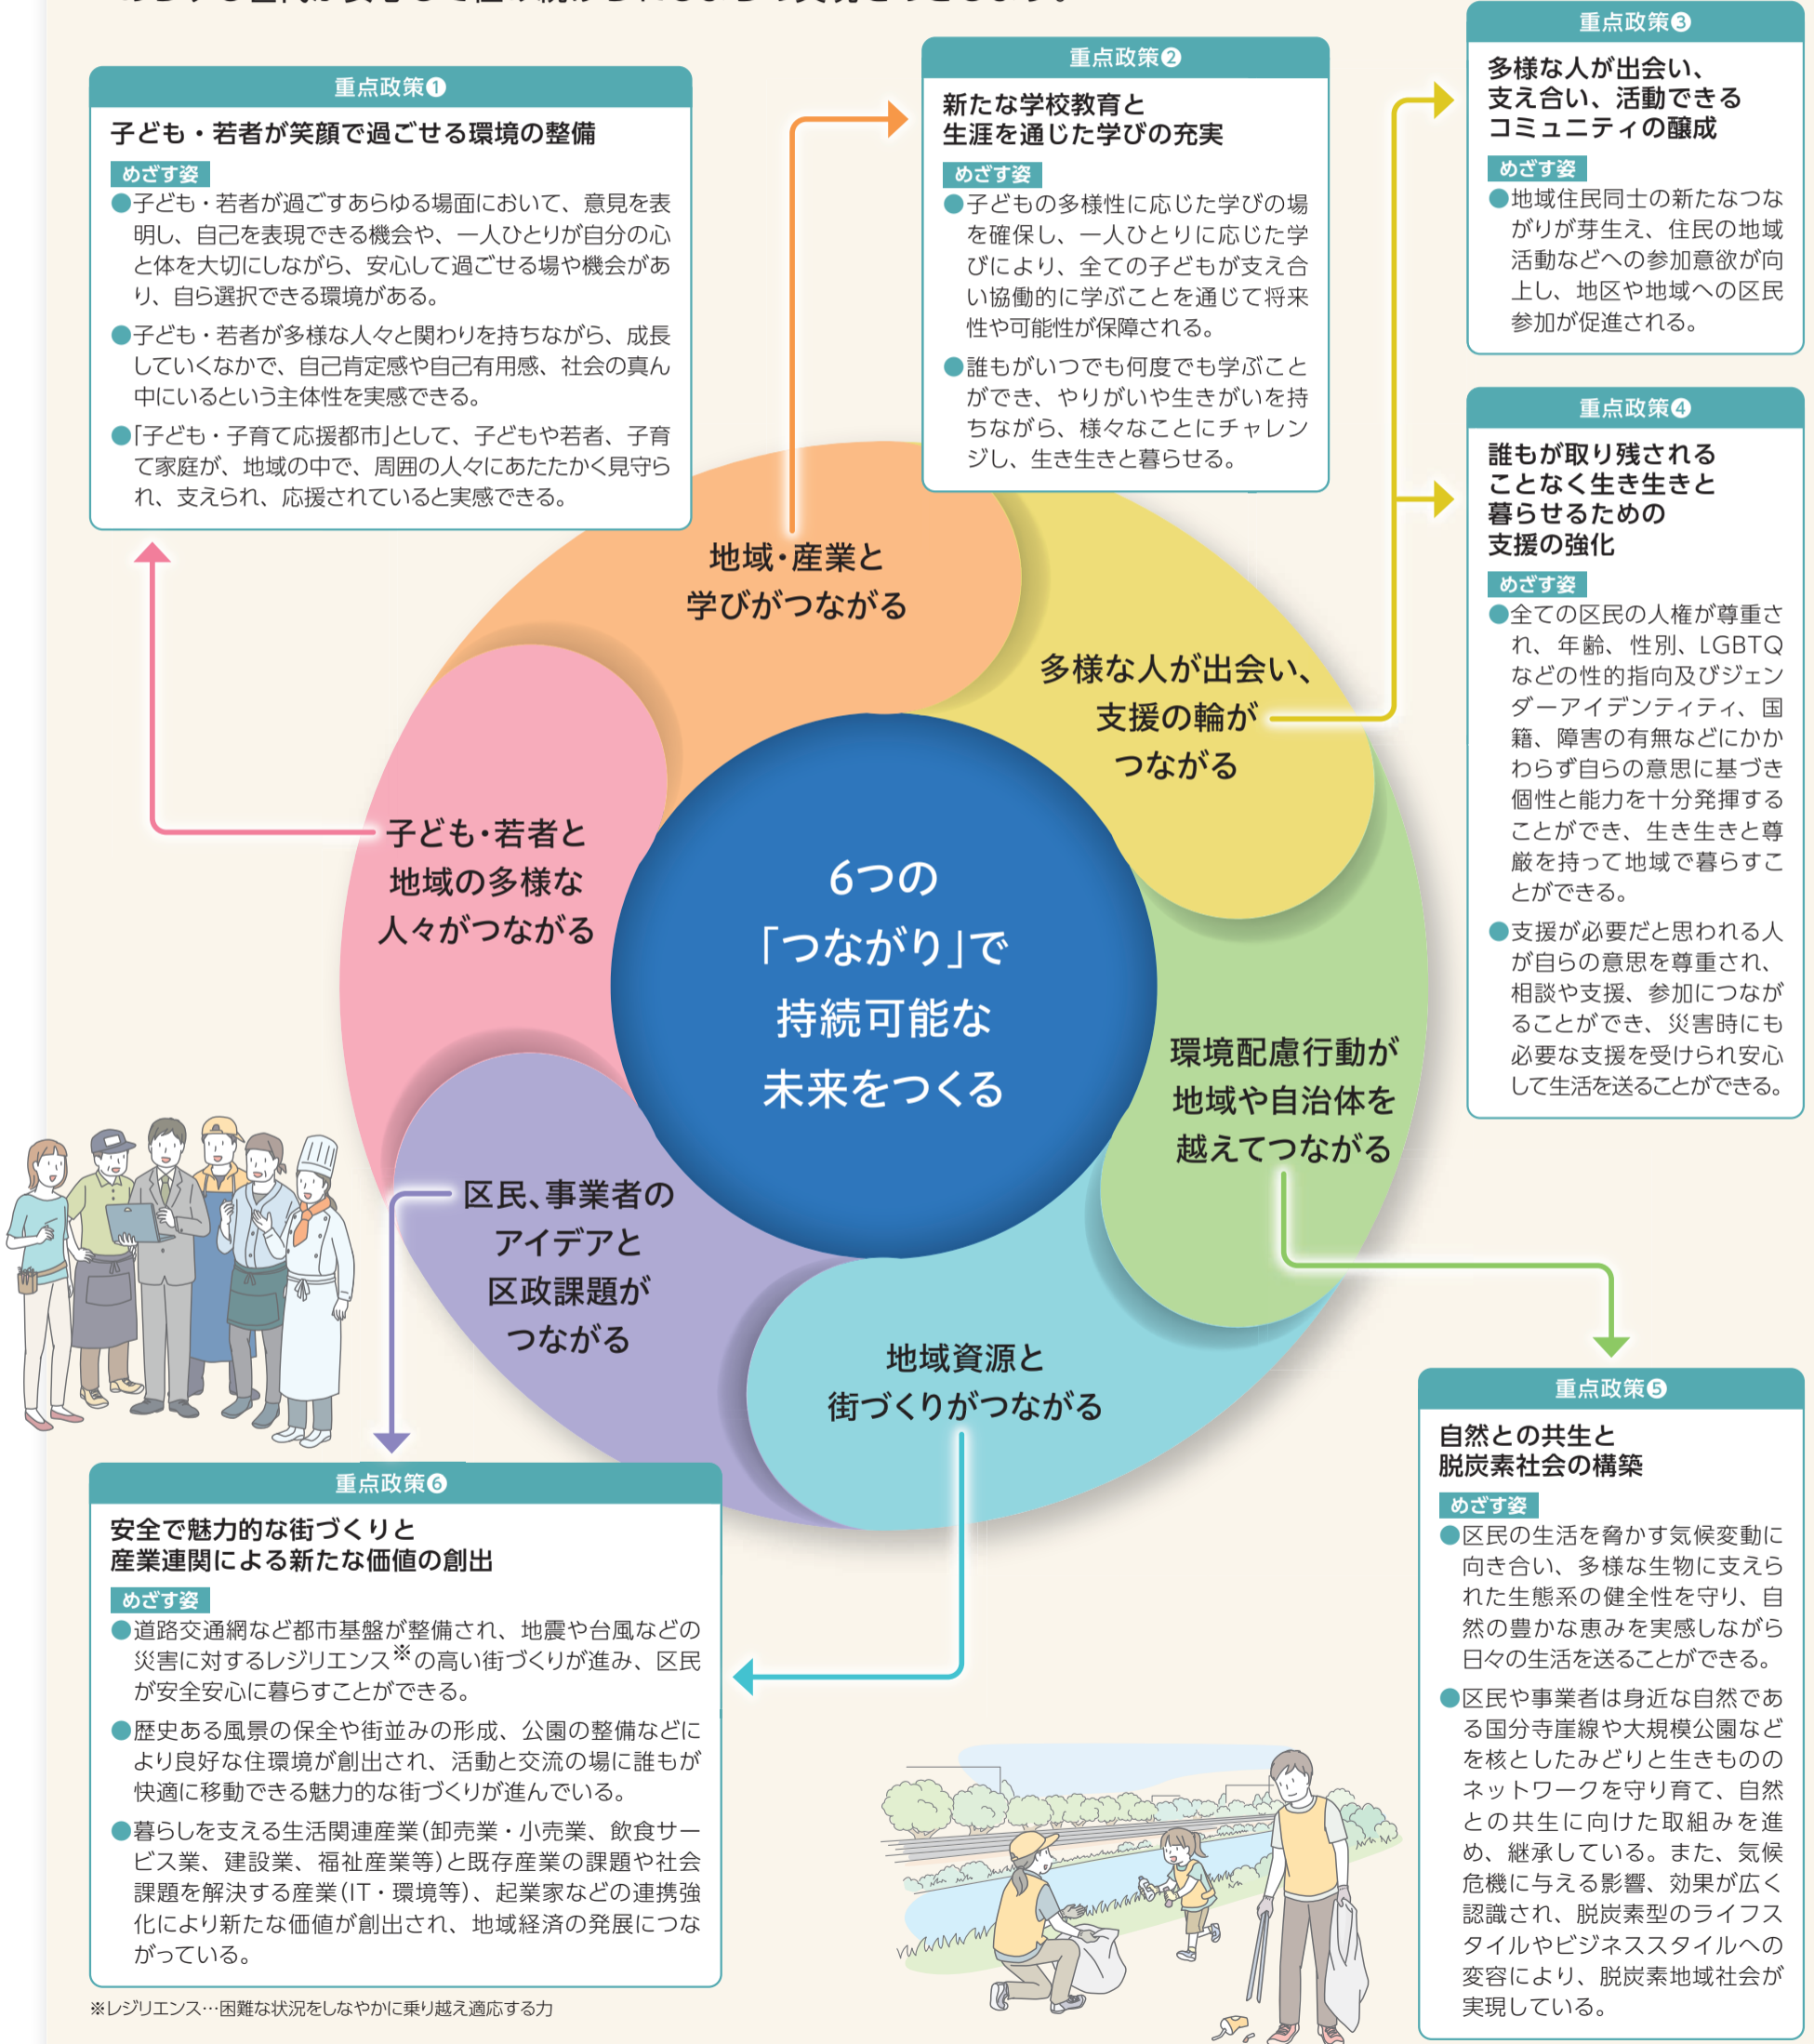 重点政策❶
子ども・若者が笑顔で過ごせる環境の整備
めざす姿
●子ども・若者が過ごすあらゆる場面において、意見を表
明し、自己を表現できる機会や、一人ひとりが自分の心
と体を大切にしながら、安心して過ごせる場や機会があ
り、自ら選択できる環境がある。
●子ども・若者が多様な人々と関わりを持ちながら、成長
していくなかで、自己肯定感や自己有用感、社会の真ん
中にいるという主体性を実感できる。
●「子ども・子育て応援都市」として、子どもや若者、子育
て家庭が、地域の中で、周囲の人々にあたたかく見守ら
れ、支えられ、応援されていると実感できる。
重点政策❷
新たな学校教育と
生涯を通じた学びの充実
めざす姿
●子どもの多様性に応じた学びの場
を確保し、一人ひとりに応じた学
びにより、全ての子どもが支え合
い協働的に学ぶことを通じて将来
性や可能性が保障される。
●誰もがいつでも何度でも学ぶこと
ができ、やりがいや生きがいを持
ちながら、様々なことにチャレン
ジし、生き生きと暮らせる。
重点政策❸
多様な人が出会い、
支え合い、活動できる
コミュニティの醸成
めざす姿
●地域住民同士の新たなつな
がりが芽生え、住民の地域
活動などへの参加意欲が向
上し、地区や地域への区民
参加が促進される。
重点政策❹
誰もが取り残される
ことなく生き生きと
暮らせるための
支援の強化
めざす姿
●全ての区民の人権が尊重さ
れ、年齢、性別、LGBTQ
などの性的指向及びジェン
ダーアイデンティティ、国
籍、障害の有無などにかか
わらず自らの意思に基づき
個性と能力を十分発揮する
ことができ、生き生きと尊
厳を持って地域で暮らすこ
とができる。
●支援が必要だと思われる人
が自らの意思を尊重され、
相談や支援、参加につなが
ることができ、災害時にも
必要な支援を受けられ安心
して生活を送ることができる。
地域・産業と
学びがつながる
多様な人が出会い、
支援の輪が
つながる
子ども・若者と
地域の多様な
人々がつながる
6つの
「つながり」で
持続可能な
未来をつくる
環境配慮行動が
地域や自治体を
越えてつながる
区民、事業者の
アイデアと
区政課題が
つながる
地域資源と
街づくりがつながる
重点政策❺
自然との共生と
脱炭素社会の構築
めざす姿
●区民の生活を脅かす気候変動に
向き合い、多様な生物に支えら
れた生態系の健全性を守り、自
然の豊かな恵みを実感しながら
日々の生活を送ることができる。
●区民や事業者は身近な自然であ
る国分寺崖線や大規模公園など
を核としたみどりと生きものの
ネットワークを守り育て、自然
との共生に向けた取組みを進
め、継承している。また、気候
危機に与える影響、効果が広く
認識され、脱炭素型のライフス
タイルやビジネススタイルへの
変容により、脱炭素地域社会が
実現している。
重点政策❻
安全で魅力的な街づくりと
産業連関による新たな価値の創出
めざす姿
●道路交通網など都市基盤が整備され、地震や台風などの
災害に対するレジリエンス※の高い街づくりが進み、区民
が安全安心に暮らすことができる。
●歴史ある風景の保全や街並みの形成、公園の整備などに
より良好な住環境が創出され、活動と交流の場に誰もが
快適に移動できる魅力的な街づくりが進んでいる。
●暮らしを支える生活関連産業(卸売業・小売業、飲食サー
ビス業、建設業、福祉産業等)と既存産業の課題や社会
課題を解決する産業(IT・環境等)、起業家などの連携強
化により新たな価値が創出され、地域経済の発展につな
がっている。
※レジリエンス…困難な状況をしなやかに乗り越え適応する力